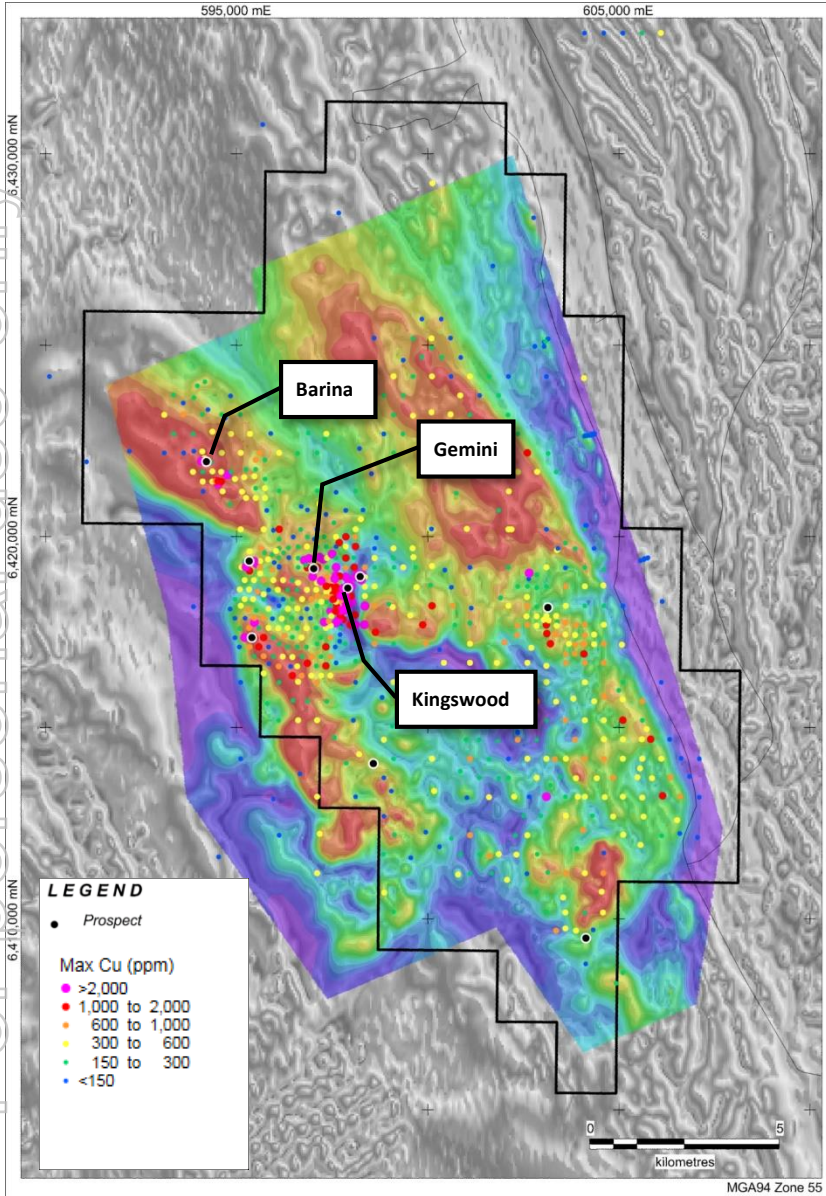 595,000 mE
605,000 mE
6,430,000 mN
Barina
Gemini
6,420,000 mN
Kingswood
6,410,000 mN
LEGEND
Prospect
Max Cu (ppm)
>2,000
1,000 to 2,000
600 to 1,000
300 to 600
150 to 300
<150
0 5
kilometres
MGA94 Zone 55